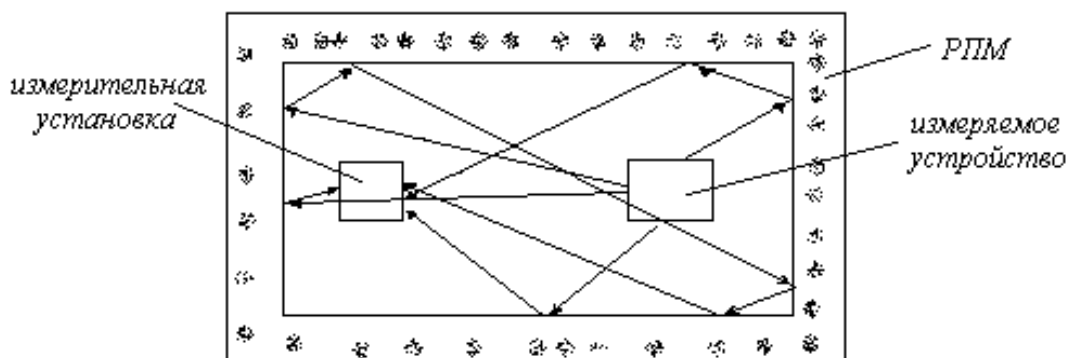 РПМ
измерительная
установка
измеряемое
устройство